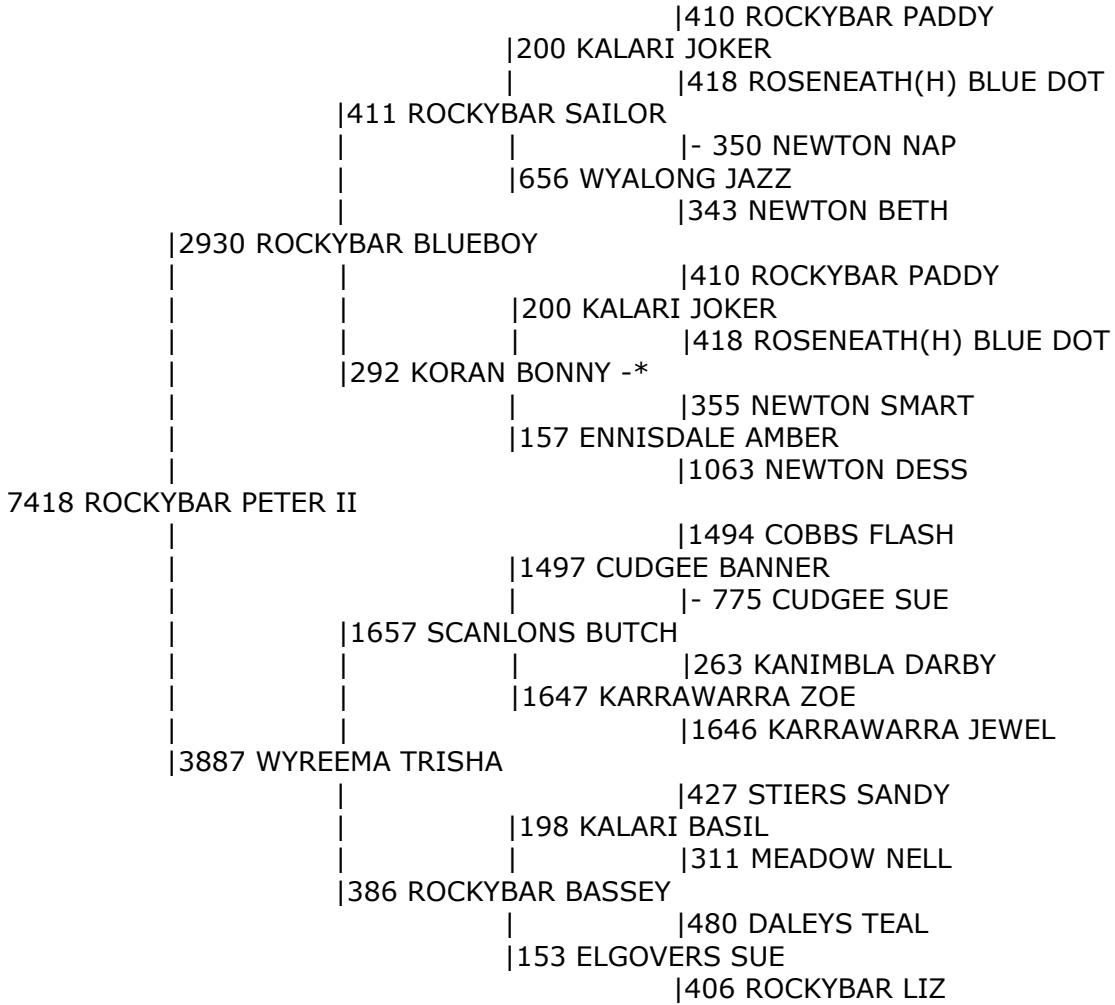 |410 ROCKYBAR PADDY
|200 KALARI JOKER
| |418 ROSENEATH(H) BLUE DOT
|411 ROCKYBAR SAILOR
| | |- 350 NEWTON NAP
| |656 WYALONG JAZZ
| |343 NEWTON BETH
|2930 ROCKYBAR BLUEBOY
| | |410 ROCKYBAR PADDY
| | |200 KALARI JOKER
| | | |418 ROSENEATH(H) BLUE DOT
| |292 KORAN BONNY -*
| | |355 NEWTON SMART
| |157 ENNISDALE AMBER
| |1063 NEWTON DESS
7418 ROCKYBAR PETER II
| |1494 COBBS FLASH
| |1497 CUDGEE BANNER
| | |- 775 CUDGEE SUE
| |1657 SCANLONS BUTCH
| | | |263 KANIMBLA DARBY
| | |1647 KARRAWARRA ZOE
| | |1646 KARRAWARRA JEWEL
|3887 WYREEMA TRISHA
| |427 STIERS SANDY
| |198 KALARI BASIL
| | |311 MEADOW NELL
|386 ROCKYBAR BASSEY
| |480 DALEYS TEAL
|153 ELGOVERS SUE
|406 ROCKYBAR LIZ